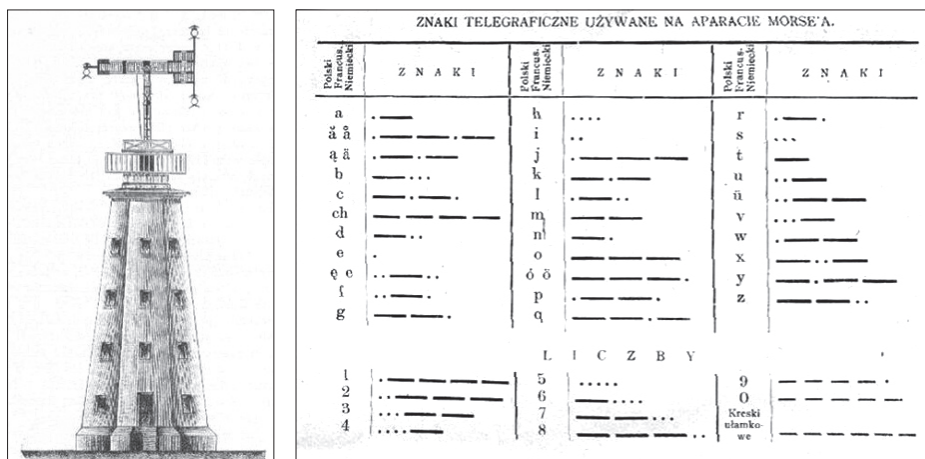 ZNAKI TELEGRAFICZNE UŻYWANE NA APARACIE MORSE'A.
Polski Francus. Niemiecki ZNAKI Polski Francus. Niemiecki ZNAKI Polski Francus. Niemiecki ZNAKI
a .— h .... r .—.
å .——.— i .. s ...
ą ä .—.— j .——— t —
b —... k —.— u ..—
c —.—. l .—.. ü ..——
ch ———— m —— v ...—
d —.. n —. w .——
e . o ——— x —..—
ę e ..—.. ó ö ———. y —.——
f ..—. p .——. z ——..
g ——. q ——.—
LICZBY
1 .———— 5 ..... 9 ————.
2 ..——— 6 —.... 0 —————
3 ...—— 7 ——... Kreski
4 ....— 8 ———.. ułamko-
we